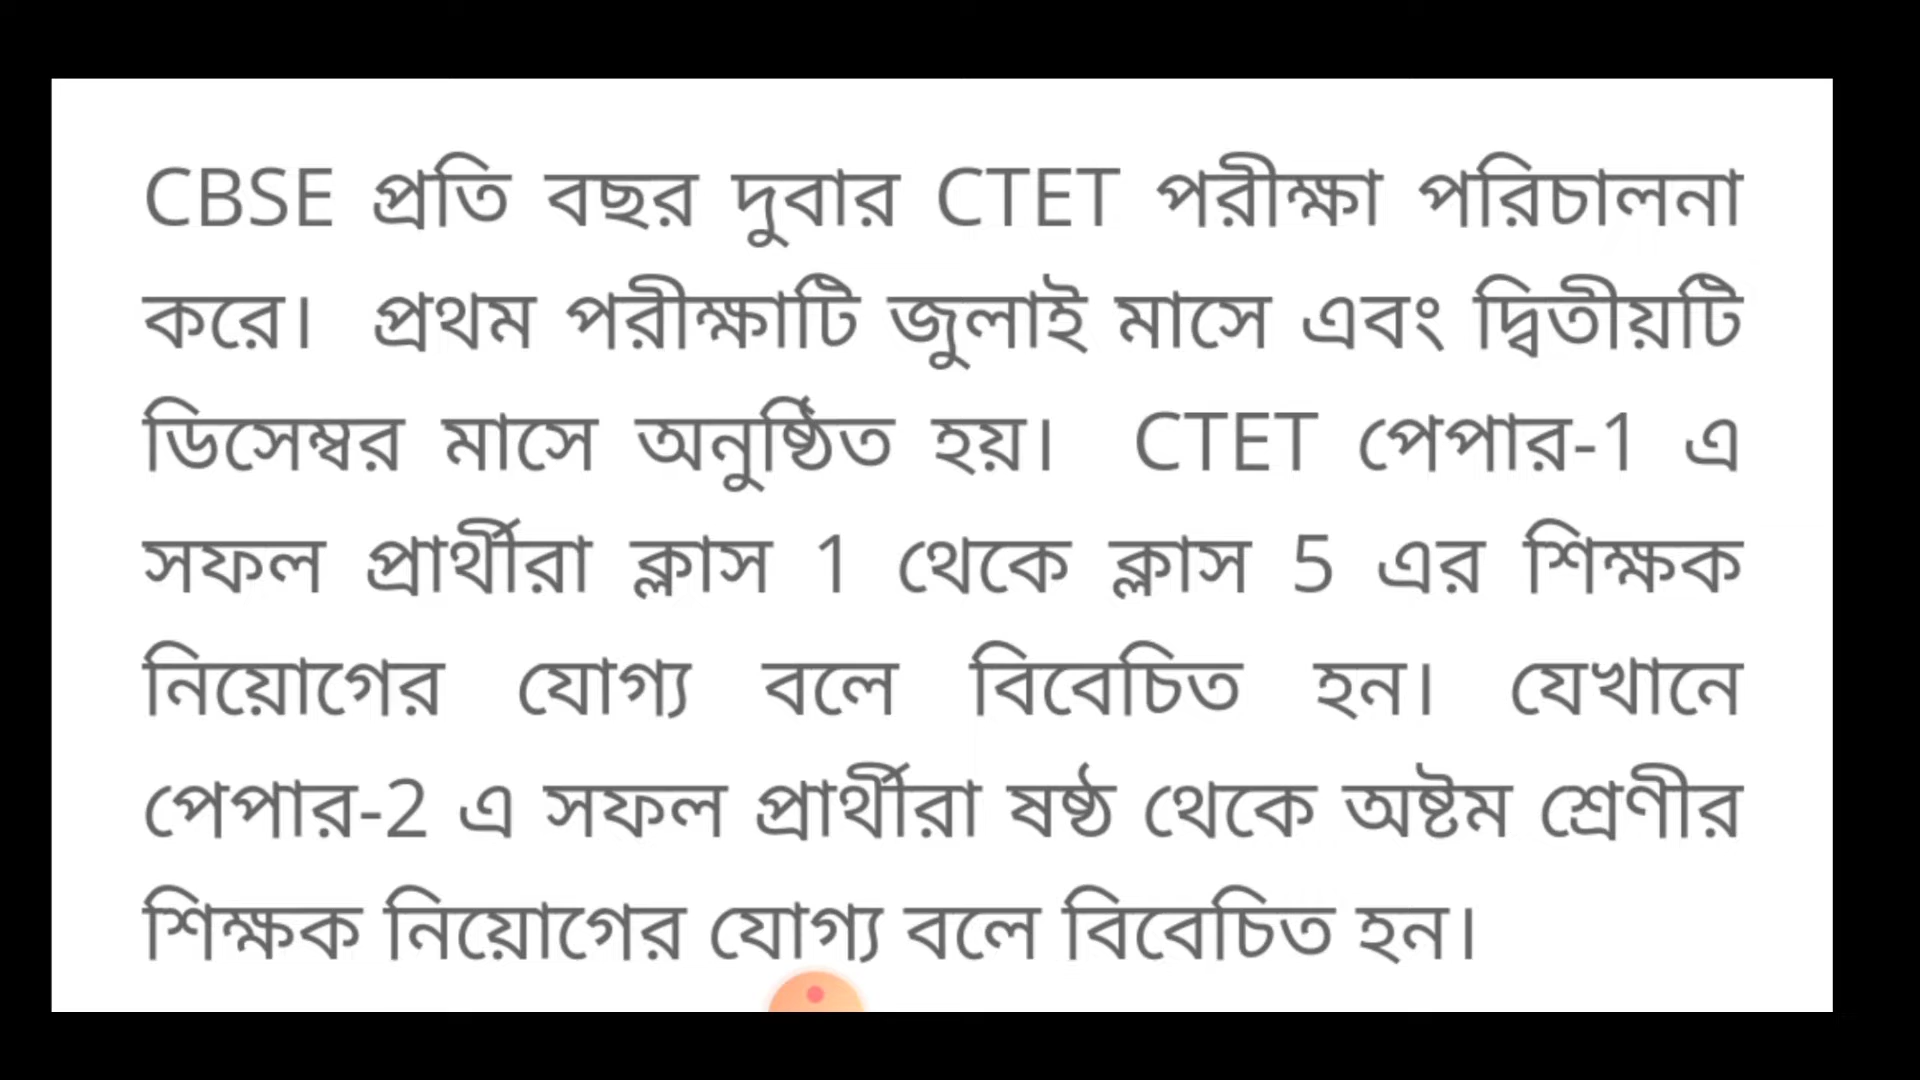 CBSE প্রতি বছর দুবার CTET পরীক্ষা পরিচালনা
করে। প্রথম পরীক্ষাটি জুলাই মাসে এবং দ্বিতীয়টি
ডিসেম্বর মাসে অনুষ্ঠিত হয়। CTET পেপার-1 এ
সফল প্রার্থীরা ক্লাস 1 থেকে ক্লাস 5 এর শিক্ষক
নিয়োগের যোগ্য বলে বিবেচিত হন। যেখানে
পেপার-2 এ সফল প্রার্থীরা ষষ্ঠ থেকে অষ্টম শ্রেণীর
শিক্ষক নিয়োগের যোগ্য বলে বিবেচিত হন।